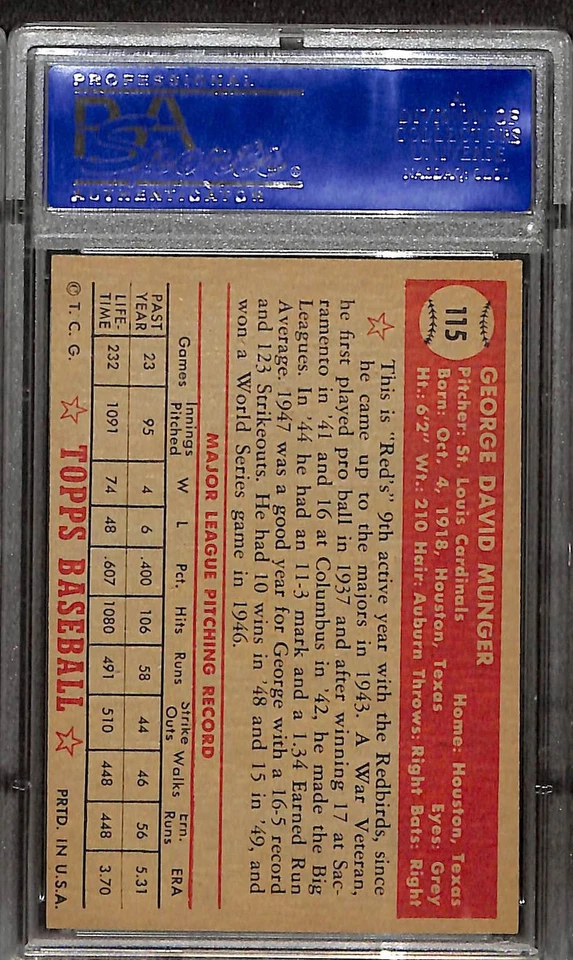 PROFESSIONAL
PSA
Sports®
AUTHENTICATOR
A
DIVISION OF
COLLECTORS
UNIVERSE
NASDAQ: CLCT
115
GEORGE DAVID MUNGER
Pitcher: St. Louis Cardinals Home: Houston, Texas
Born: Oct. 4, 1918, Houston, Texas Eyes: Grey
Ht.: 6'2" Wt.: 210 Hair: Auburn Throws: Right Bats: Right
This is "Red's" 9th active year with the Redbirds, since
he came up to the majors in 1943. A War Veteran,
he first played pro ball in 1937 and after winning 17 at Sac-
ramento in '41 and 16 at Columbus in '42, he made the Big
Leagues. In '44 he had an 11-3 mark and a 1.34 Earned Run
Average. 1947 was a good year for George with a 16-5 record
and 123 Strikeouts. He had 10 wins in '48 and 15 in '49, and
won a World Series game in 1946.
MAJOR LEAGUE PITCHING RECORD
Games Innings Pitched W L Pct. Hits Runs Strike Outs Walks Ern. Runs ERA
PAST YEAR 23 95 4 6 .400 106 58 44 46 56 5.31
LIFE-TIME 232 1091 74 48 .607 1080 491 510 448 448 3.70
© T. C. G. TOPPS BASEBALL PRTD. IN U.S.A.